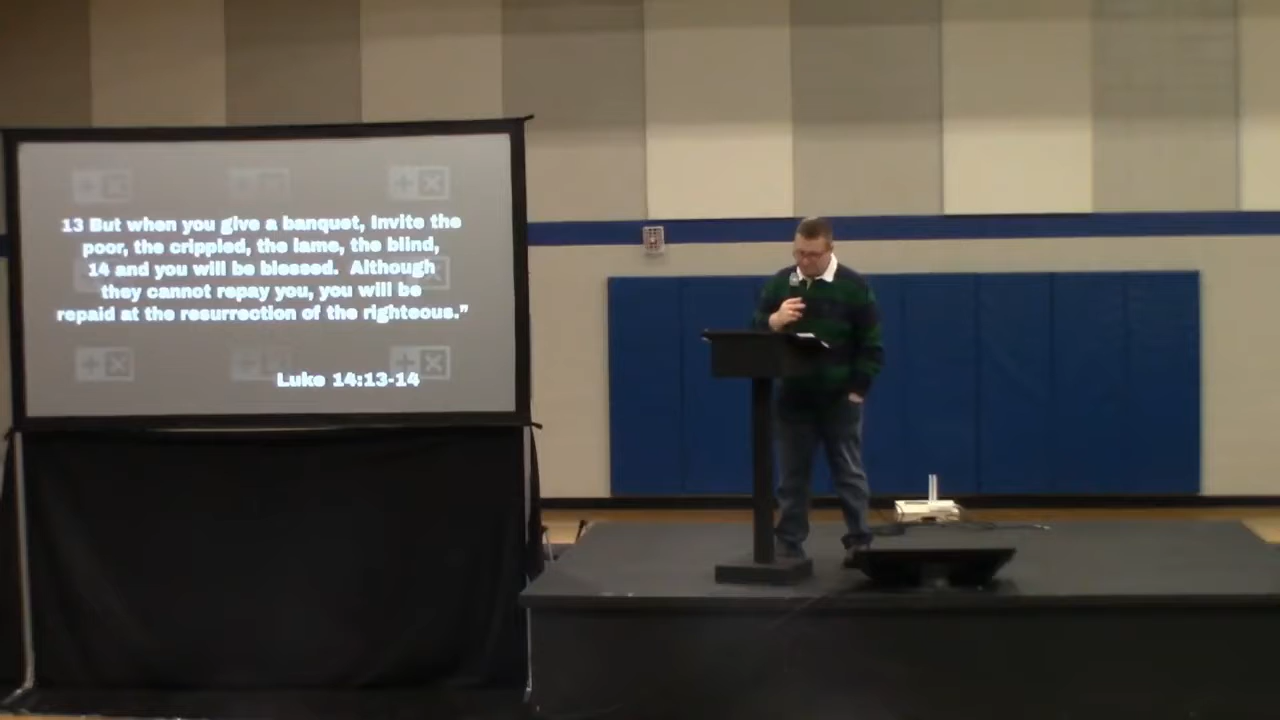 13 But when you give a banquet, invite the
poor, the crippled, the lame, the blind,
14 and you will be blessed.  Although
they cannot repay you, you will be
repaid at the resurrection of the righteous.”
Luke 14:13-14